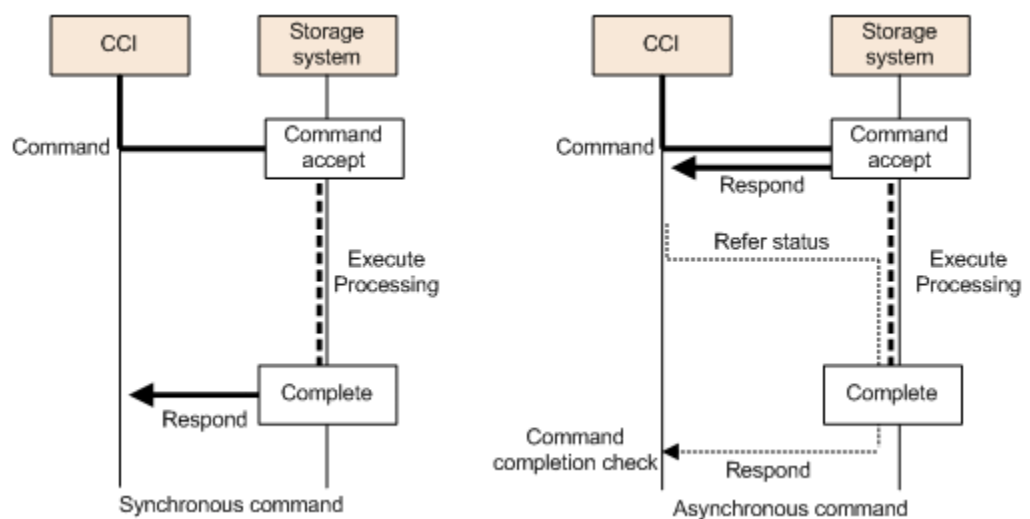 CCI
Storage
system
Command
Command
accept
Execute
Processing
Complete
Respond
Synchronous command
CCI
Storage
system
Command
Command
accept
Respond
Refer status
Execute
Processing
Complete
Command
completion check
Respond
Asynchronous command